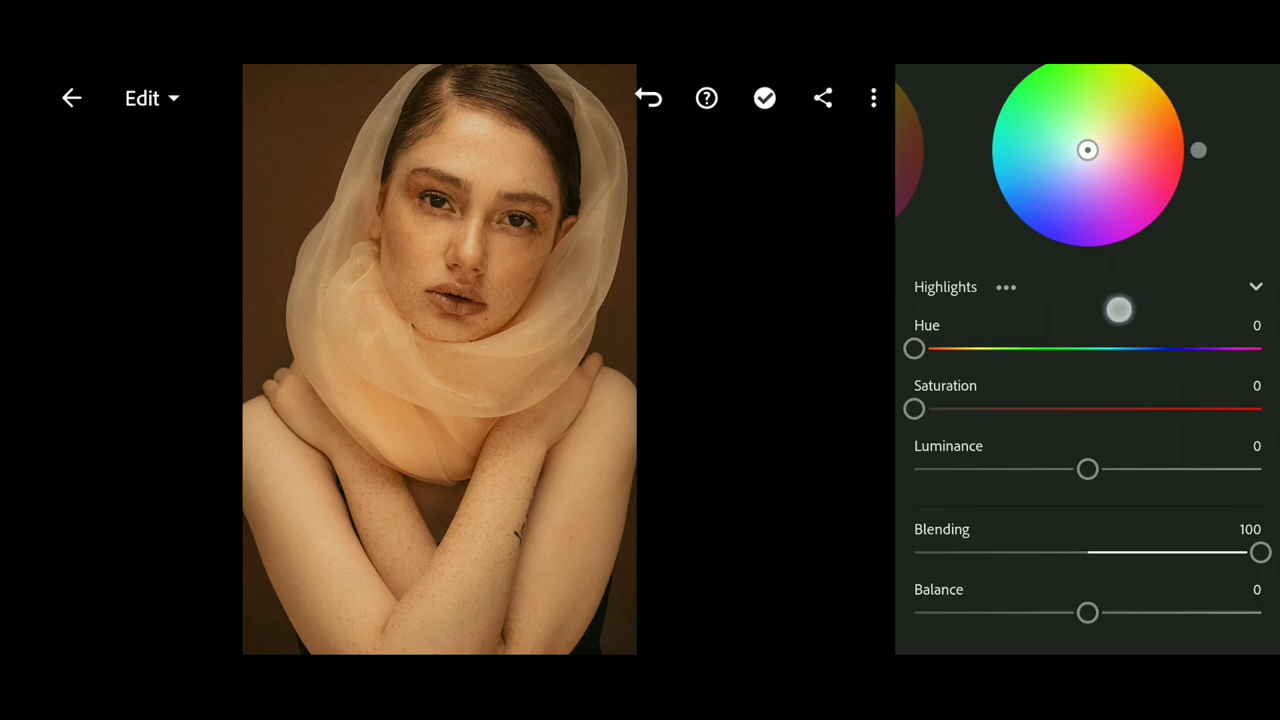 Edit
Highlights
Hue 0
Saturation 0
Luminance 0
Blending 100
Balance 0